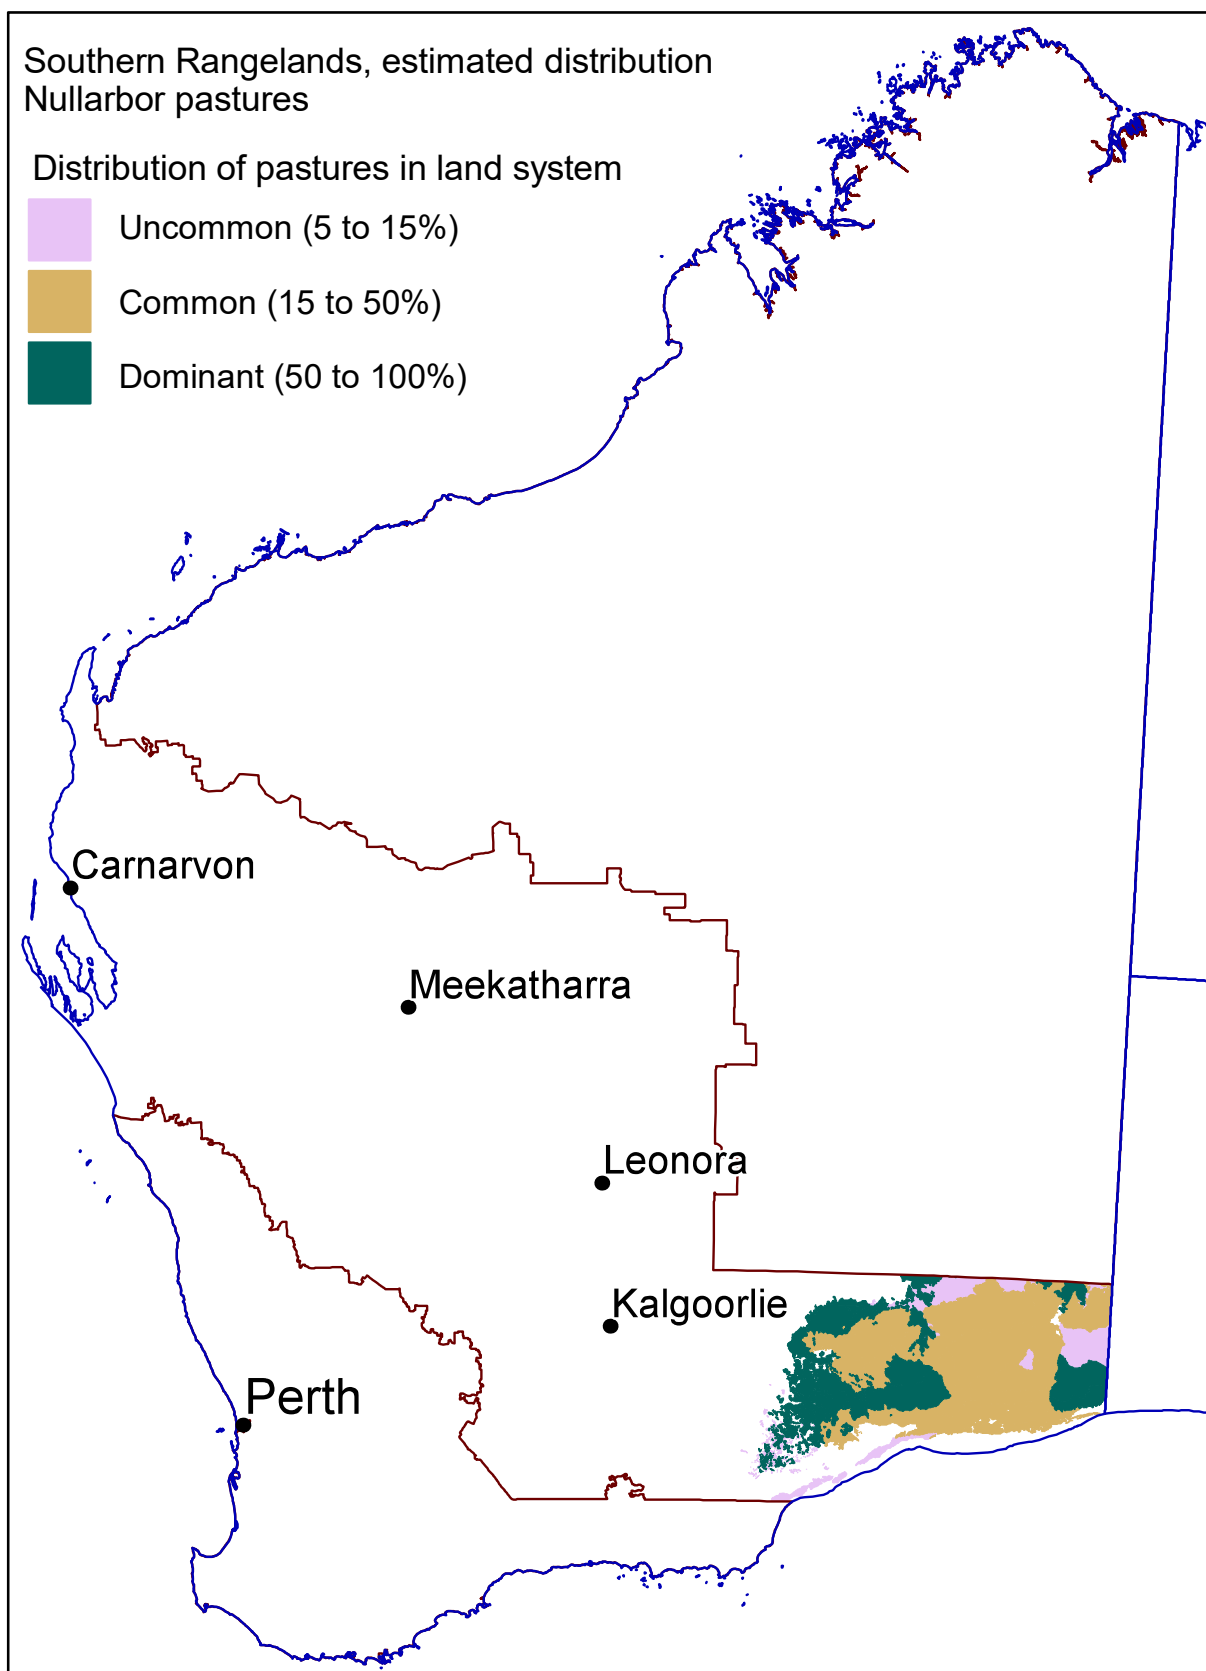 Southern Rangelands, estimated distribution
Nullarbor pastures
Distribution of pastures in land system
Uncommon (5 to 15%)
Common (15 to 50%)
Dominant (50 to 100%)
Carnarvon
Meekatharra
Leonora
Kalgoorlie
Perth